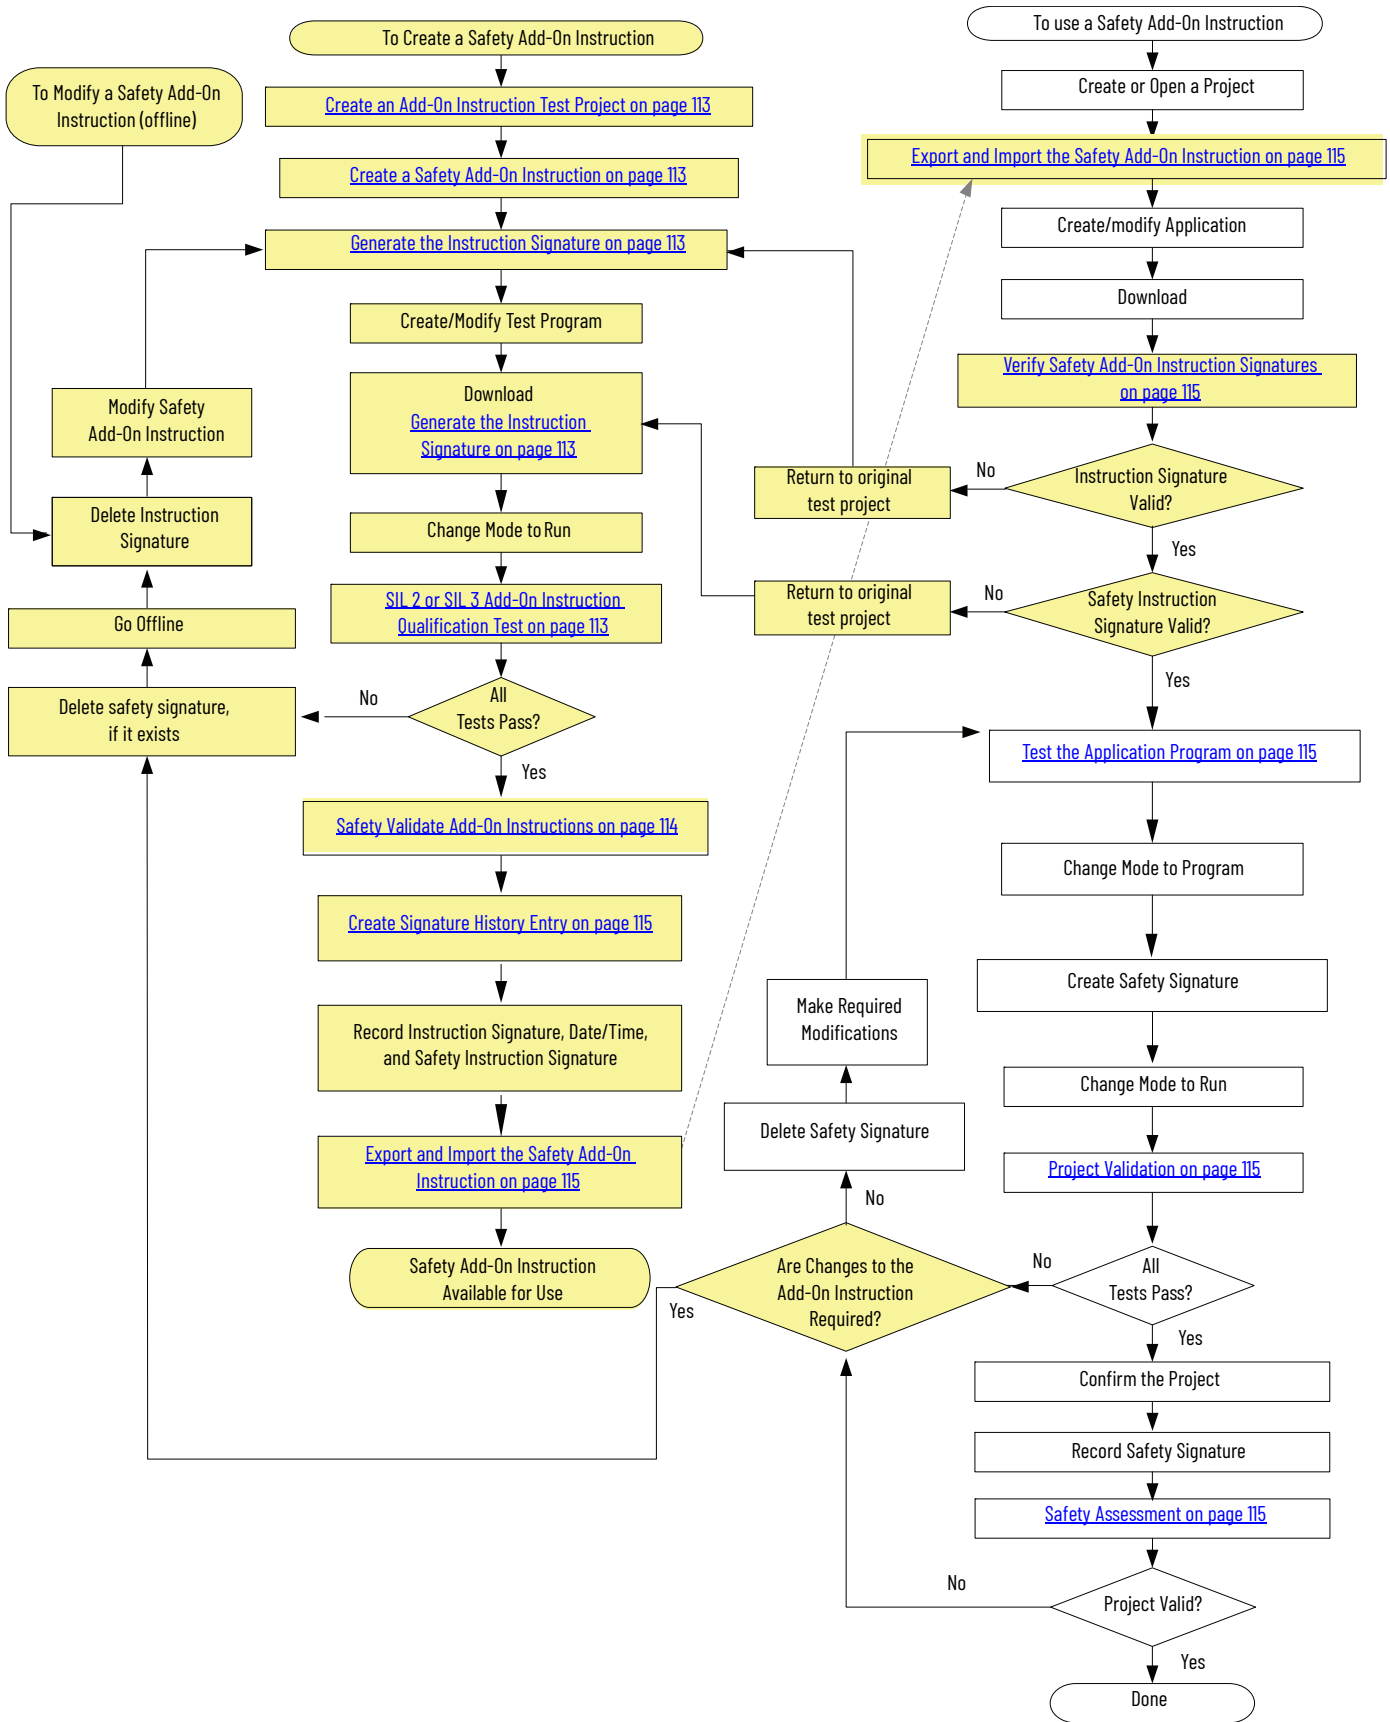 To Modify a Safety Add-On
Instruction (offline)
Modify Safety
Add-On Instruction
Delete Instruction
Signature
Go Offline
Delete safety signature,
if it exists
To Create a Safety Add-On Instruction
Create an Add-On Instruction Test Project on page 113
Create a Safety Add-On Instruction on page 113
Generate the Instruction Signature on page 113
Create/Modify Test Program
Download
Generate the Instruction
Signature on page 113
Change Mode to Run
SIL 2 or SIL 3 Add-On Instruction
Qualification Test on page 113
All
Tests Pass?
No
Yes
Safety Validate Add-On Instructions on page 114
Create Signature History Entry on page 115
Record Instruction Signature, Date/Time,
and Safety Instruction Signature
Export and Import the Safety Add-On
Instruction on page 115
Safety Add-On Instruction
Available for Use
To use a Safety Add-On Instruction
Create or Open a Project
Export and Import the Safety Add-On Instruction on page 115
Create/modify Application
Download
Verify Safety Add-On Instruction Signatures
on page 115
Instruction Signature
Valid?
No
Return to original
test project
Yes
Safety Instruction
Signature Valid?
No
Return to original
test project
Yes
Test the Application Program on page 115
Change Mode to Program
Create Safety Signature
Change Mode to Run
Project Validation on page 115
All
Tests Pass?
No
Are Changes to the
Add-On Instruction
Required?
Yes
No
Delete Safety Signature
Make Required
Modifications
Yes
Confirm the Project
Record Safety Signature
Safety Assessment on page 115
Project Valid?
No
Yes
Done